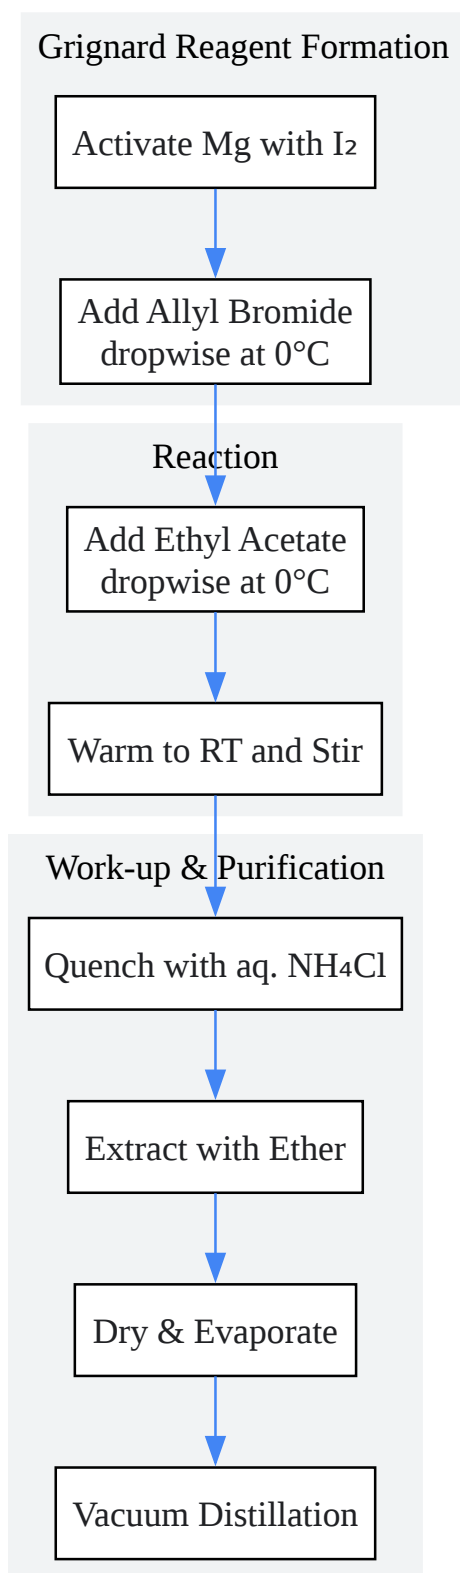 Grignard Reagent Formation
Activate Mg with I₂
Add Allyl Bromide
dropwise at 0°C
Reaction
Add Ethyl Acetate
dropwise at 0°C
Warm to RT and Stir
Work-up & Purification
Quench with aq. NH₄Cl
Extract with Ether
Dry & Evaporate
Vacuum Distillation